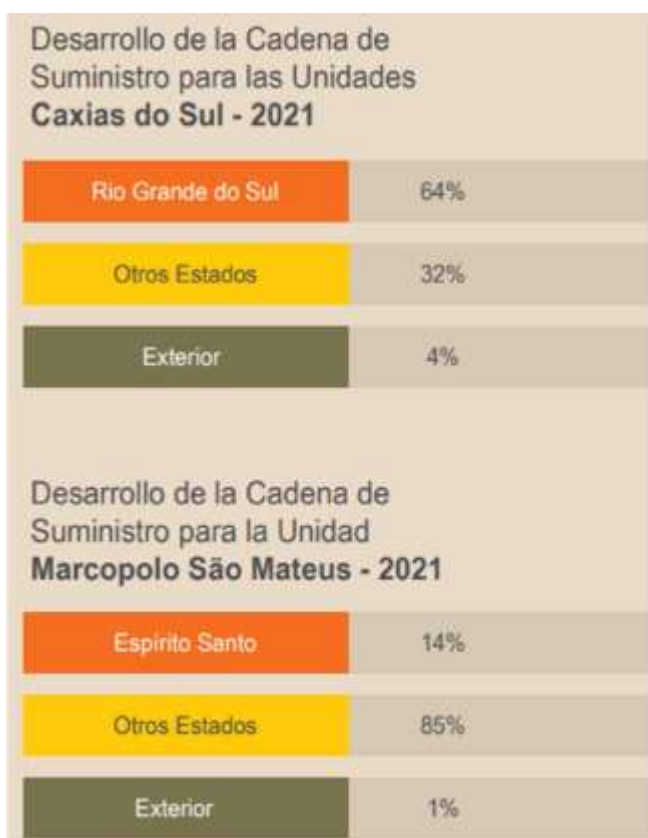 Desarrollo de la Cadena de
Suministro para las Unidades
Caxias do Sul - 2021
Rio Grande do Sul 64%
Otros Estados 32%
Exterior 4%
Desarrollo de la Cadena de
Suministro para la Unidad
Marcopolo São Mateus - 2021
Espírito Santo 14%
Otros Estados 85%
Exterior 1%